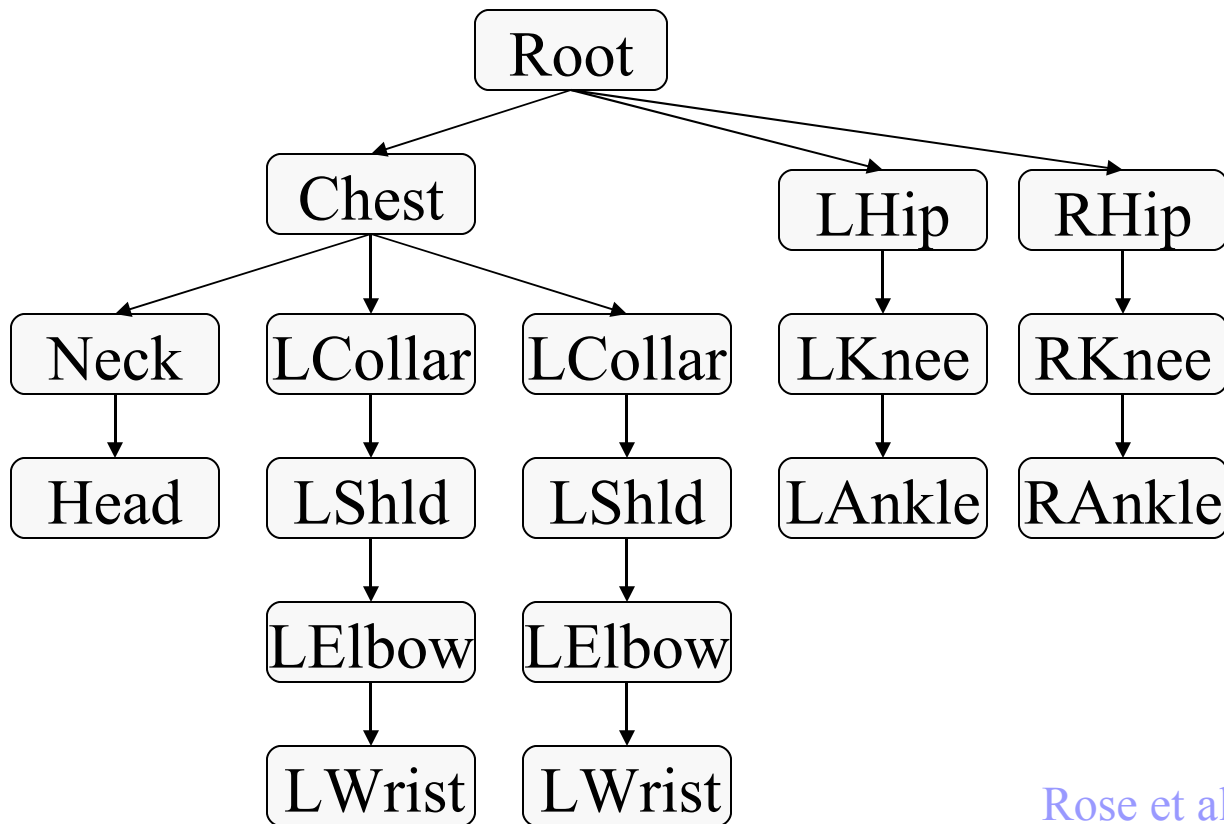 Root
Chest
LHip
RHip
Neck
LCollar
LCollar
LKnee
RKnee
Head
LShld
LShld
LAnkle
RAnkle
LElbow
LElbow
LWrist
LWrist
Rose et al